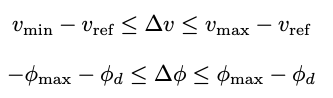 v_min − v_ref ≤ Δv ≤ v_max − v_ref
−ϕ_max − ϕ_d ≤ Δϕ ≤ ϕ_max − ϕ_d